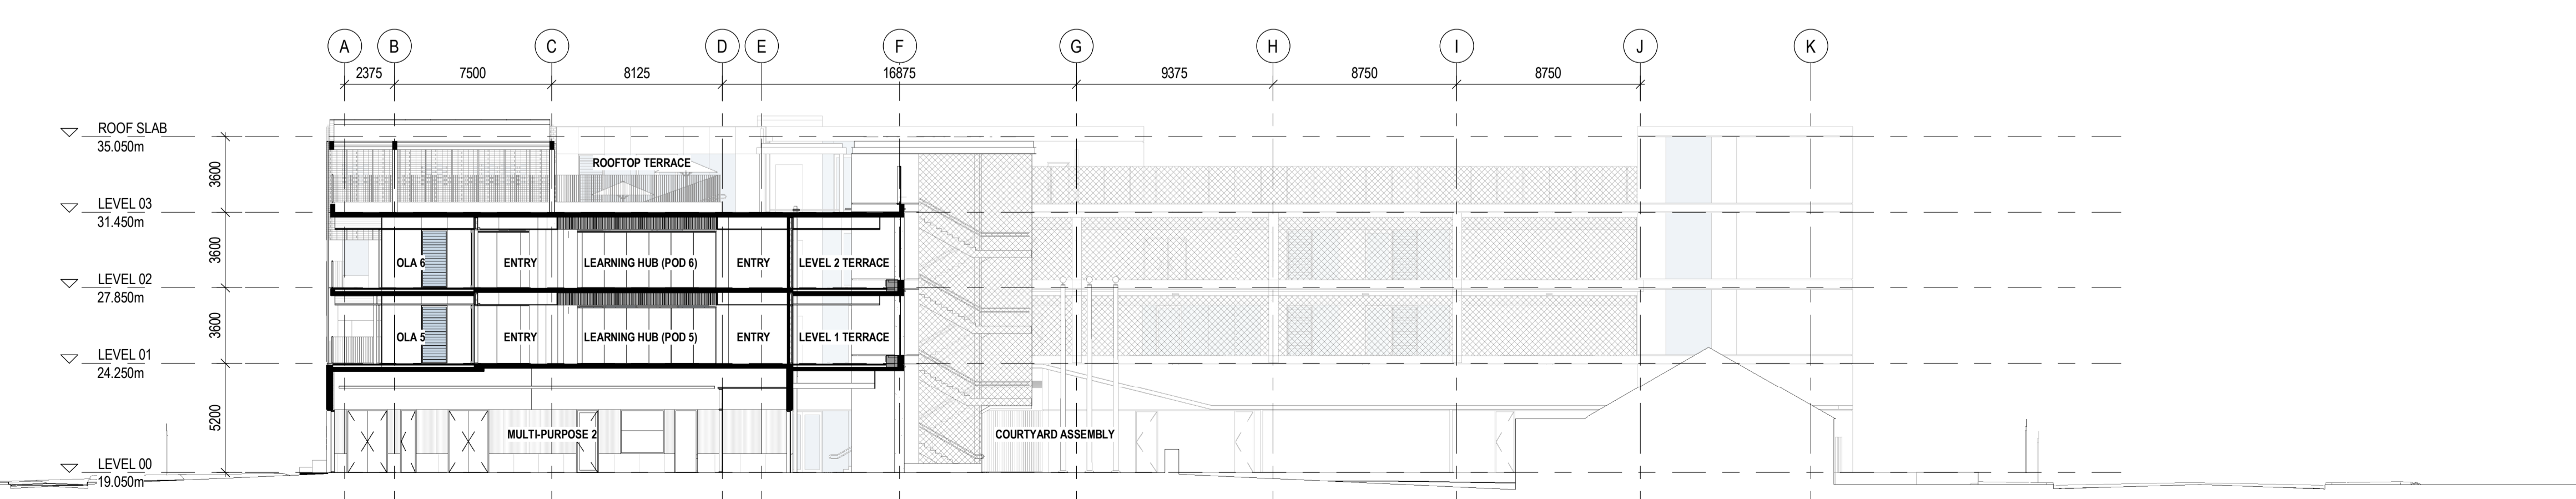 A B C D E F G H I J K
2375 7500 8125 16875 9375 8750 8750
ROOF SLAB
35.050m
ROOFTOP TERRACE
3600
LEVEL 03
31.450m
3600
OLA 6 ENTRY LEARNING HUB (POD 6) ENTRY LEVEL 2 TERRACE
LEVEL 02
27.850m
3600
OLA 5 ENTRY LEARNING HUB (POD 5) ENTRY LEVEL 1 TERRACE
LEVEL 01
24.250m
5200
MULTI-PURPOSE 2 COURTYARD ASSEMBLY
LEVEL 00
19.050m